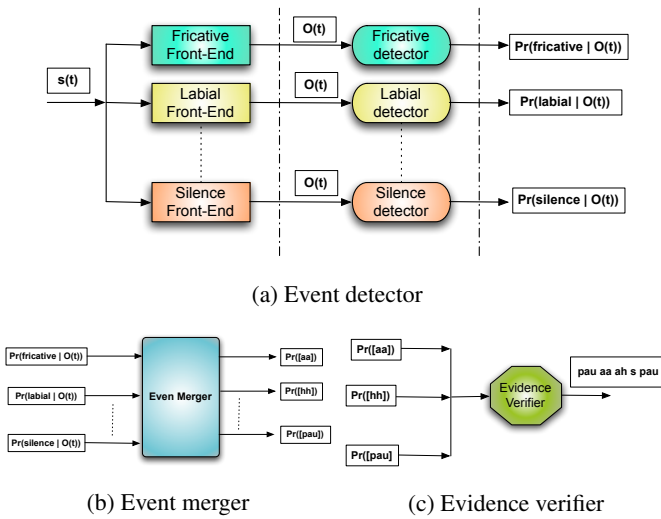 s(t)
Fricative
Front-End
O(t)
Fricative
detector
Pr(fricative | O(t))
Labial
Front-End
O(t)
Labial
detector
Pr(labial | O(t))
Silence
Front-End
O(t)
Silence
detector
Pr(silence | O(t))
(a) Event detector
Pr(fricative | O(t))
Pr(labial | O(t))
Pr(silence | O(t))
Even Merger
Pr([aa])
Pr([hh])
Pr([pau])
(b) Event merger
Pr([aa])
Pr([hh])
Pr([pau]
Evidence
Verifier
pau aa ah s pau
(c) Evidence verifier